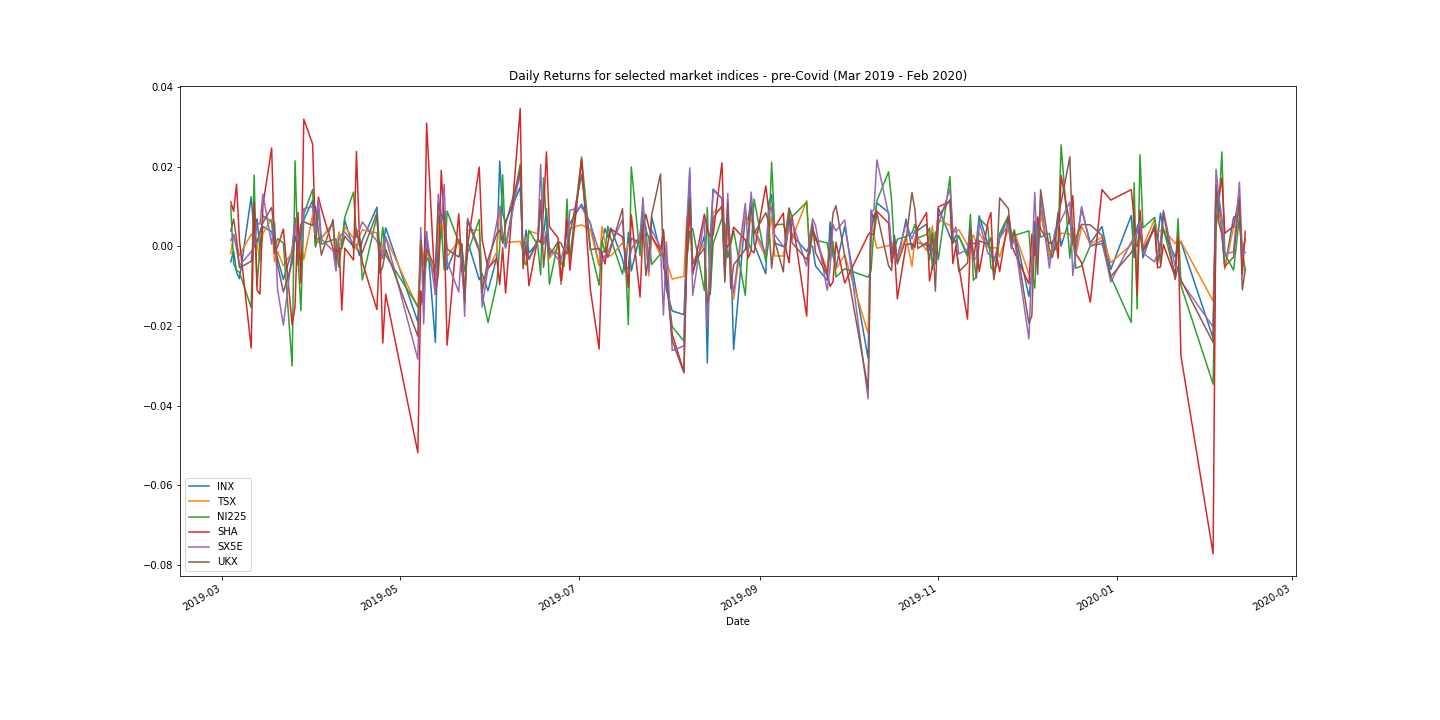 Daily Returns for selected market indices - pre-Covid (Mar 2019 - Feb 2020)
0.04
0.02
0.00
−0.02
−0.04
−0.06
−0.08
INX
TSX
NI225
SHA
SX5E
UKX
2019-03
2019-05
2019-07
2019-09
2019-11
2020-01
2020-03
Date